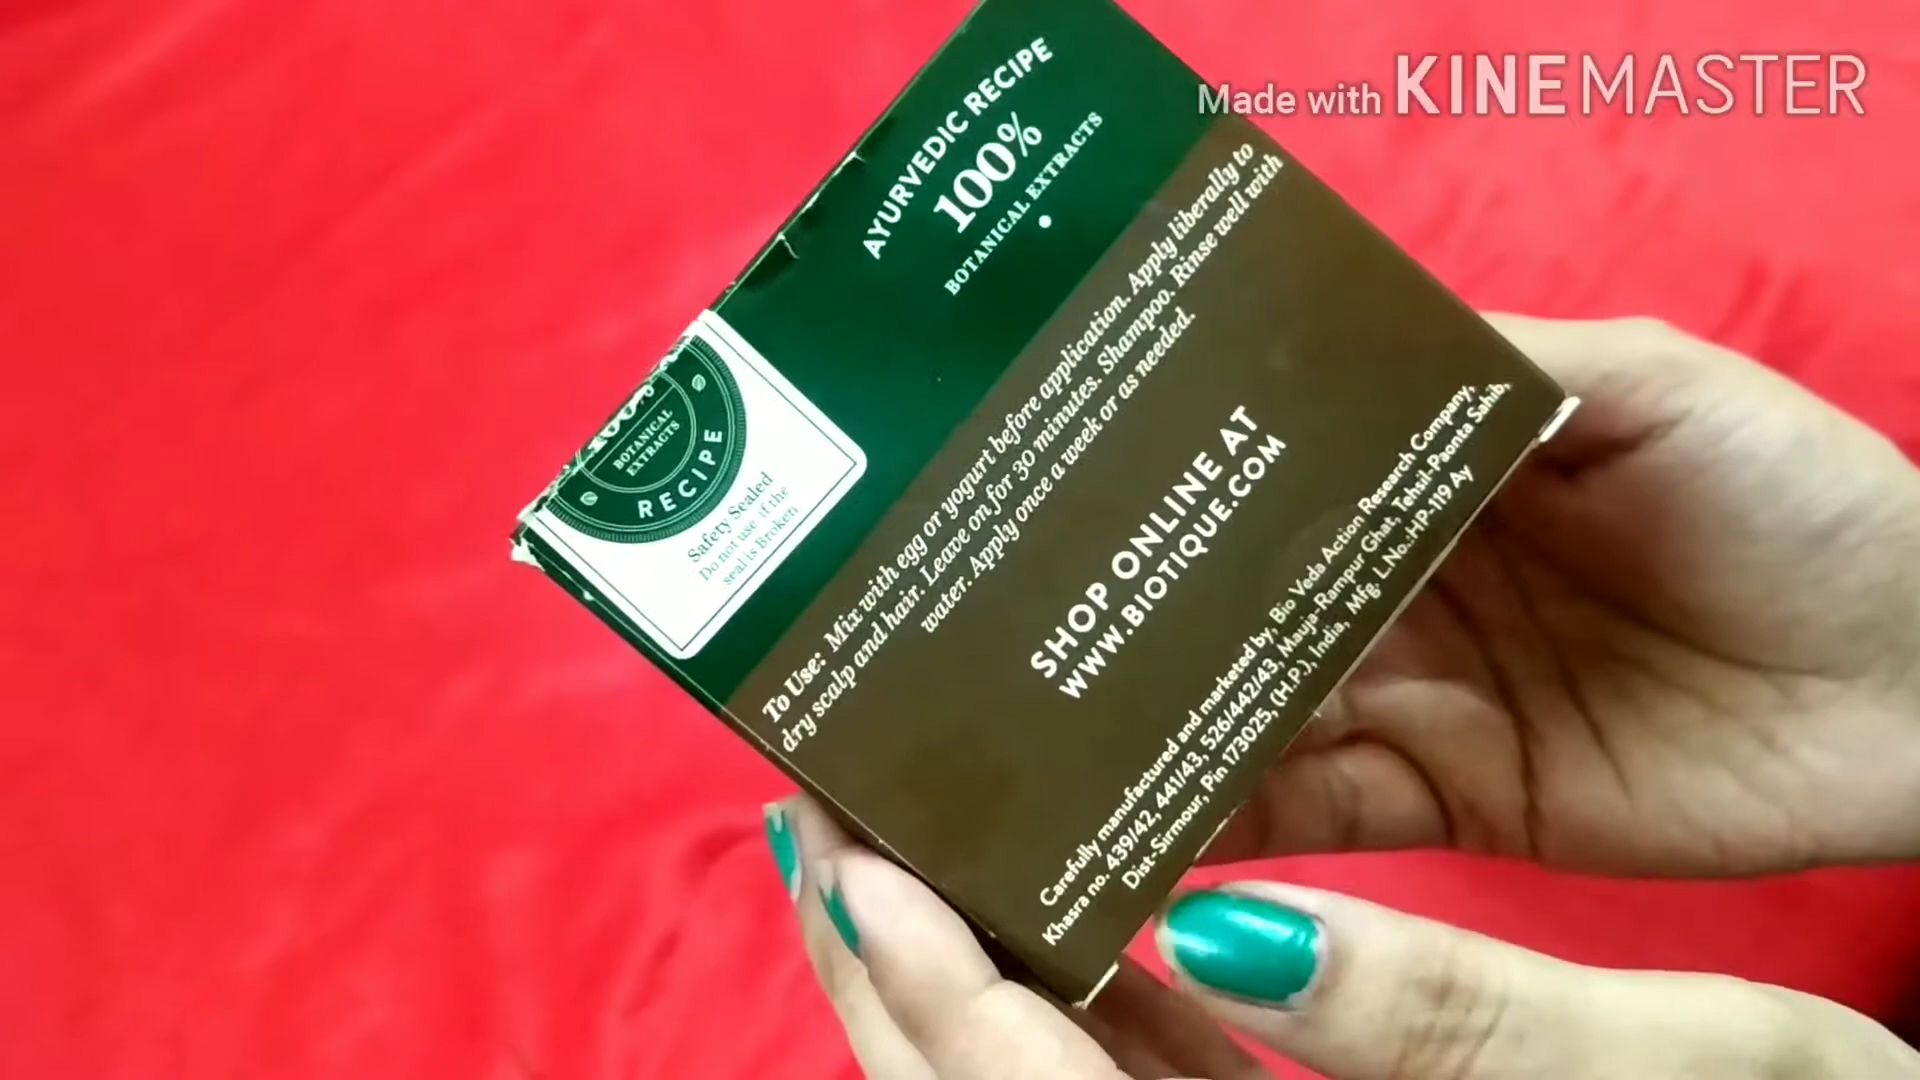 Made with KINEMASTER
AYURVEDIC RECIPE
100%
BOTANICAL EXTRACTS
BOTANICAL
EXTRACTS
RECIPE
Safety Sealed
Do not use if the
seal is Broken
To Use: Mix with egg or yogurt before application. Apply liberally to
dry scalp and hair. Leave on for 30 minutes. Shampoo. Rinse well with
water. Apply once a week or as needed.
SHOP ONLINE AT
WWW.BIOTIQUE.COM
Carefully manufactured and marketed by, Bio Veda Action Research Company,
Khasra no. 439/42, 441/43, 526/442/43, Mauja-Rampur Ghat, Tehsil-Paonta Sahib,
Dist-Sirmour, Pin 173025, (H.P.), India, Mfg. L.No.:HP-119 Ay